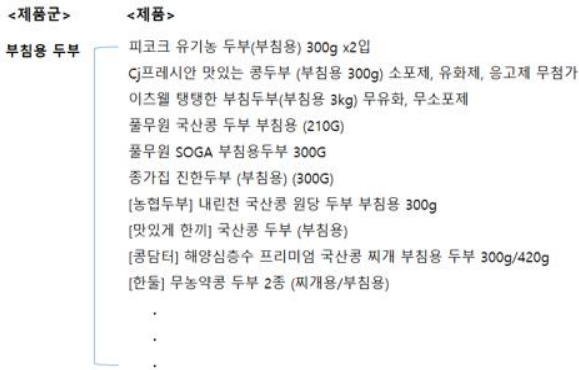 <제품군> <제품>
부침용 두부 피코크 유기농 두부(부침용) 300g x2입
Cj프레시안 맛있는 콩두부 (부침용 300g) 소포제, 유화제, 응고제 무첨가
이츠웰 탱탱한 부침두부(부침용 3kg) 무유화, 무소포제
풀무원 국산콩 두부 부침용 (210G)
풀무원 SOGA 부침용두부 300G
종가집 진한두부 (부침용) (300G)
[농협두부] 내린천 국산콩 원당 두부 부침용 300g
[맛있게 한끼] 국산콩 두부 (부침용)
[콩담터] 해양심층수 프리미엄 국산콩 찌개 부침용 두부 300g/420g
[한둘] 무농약콩 두부 2종 (찌개용/부침용)
.
.
.